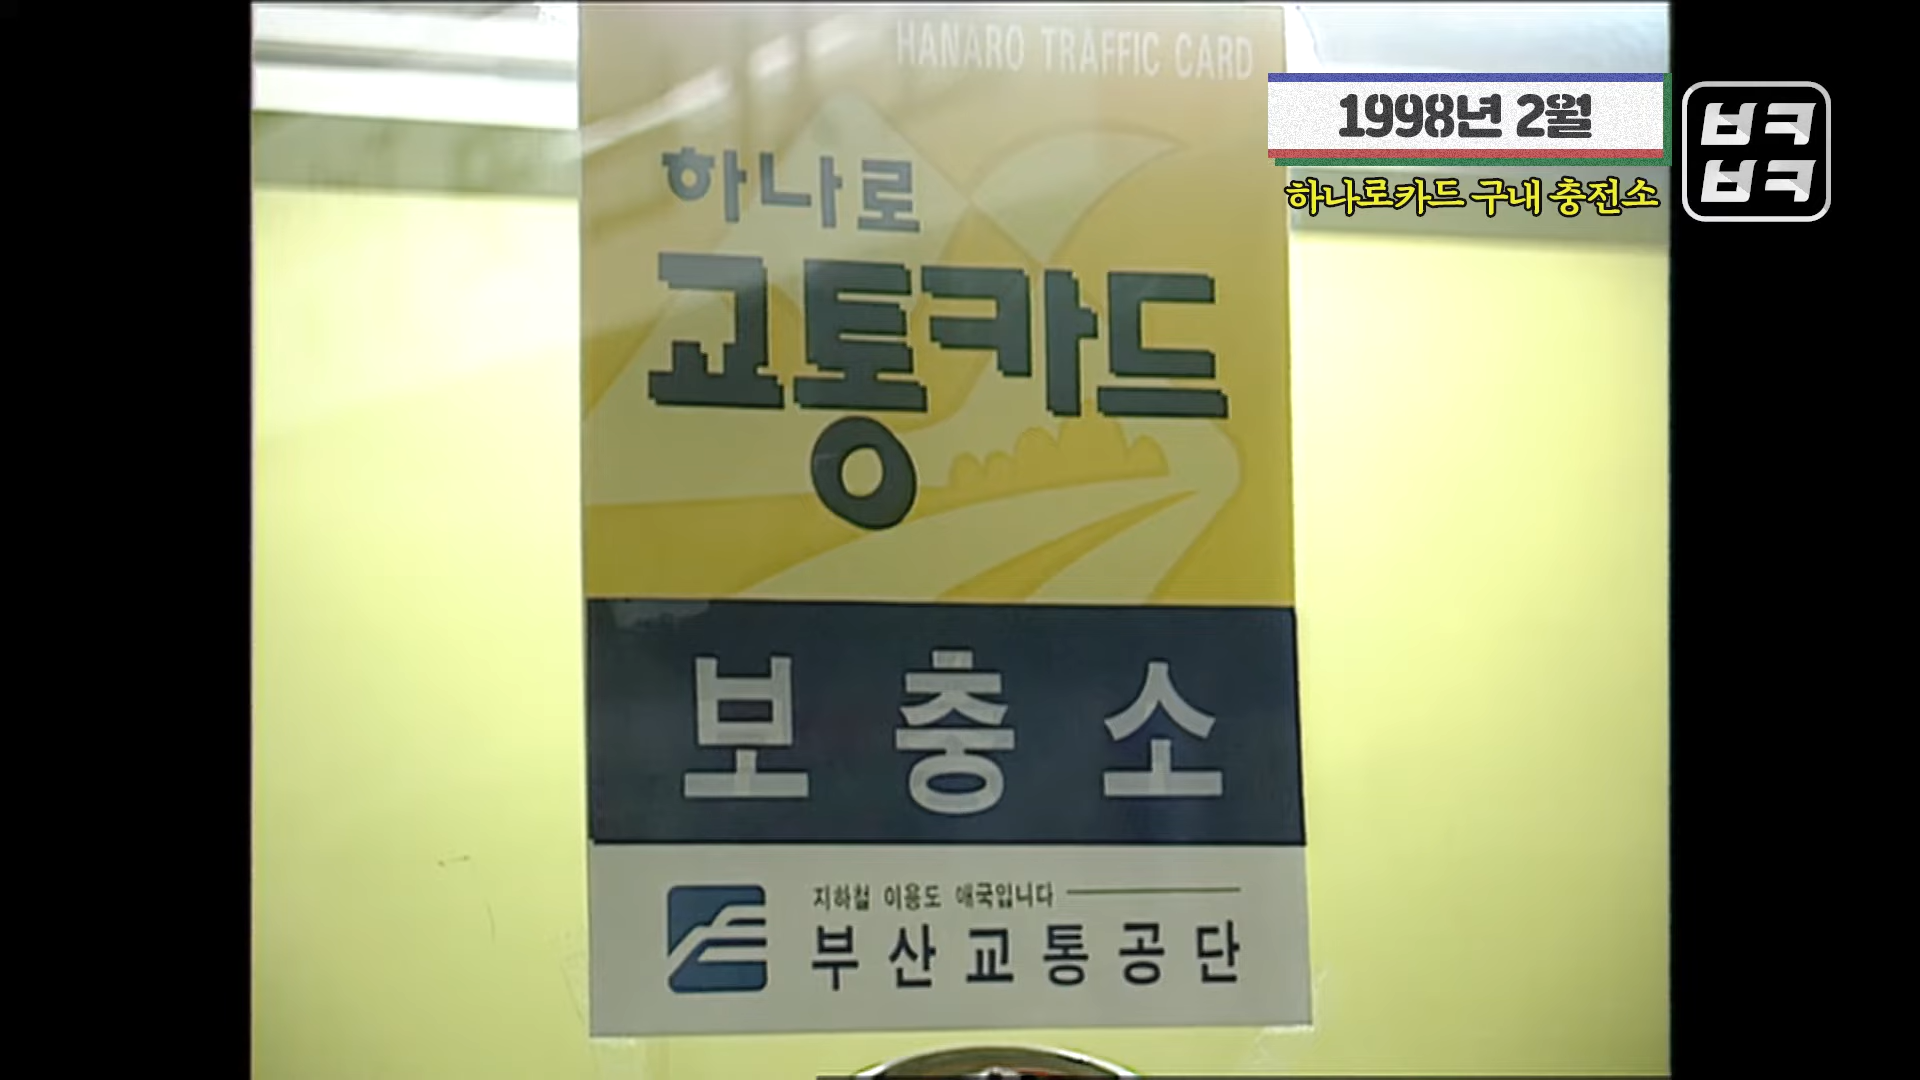 HANARO TRAFFIC CARD
1998년 2월
하나로카드 구내 충전소
ㅂㅋ
ㅂㅋ
하나로
교통카드
보충소
지하철 이용도 애국입니다
부산교통공단